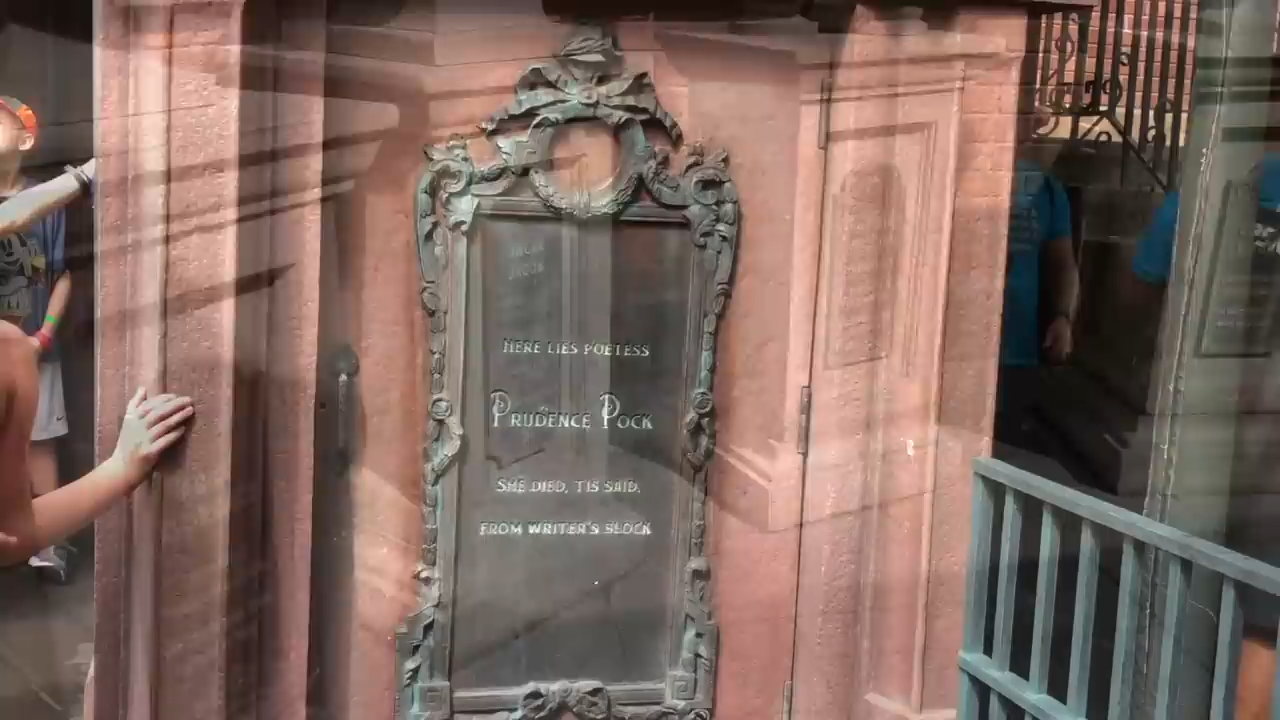 HERE LIES POETESS
PRUDENCE POCK
SHE DIED, TIS SAID,
FROM WRITER'S BLOCK